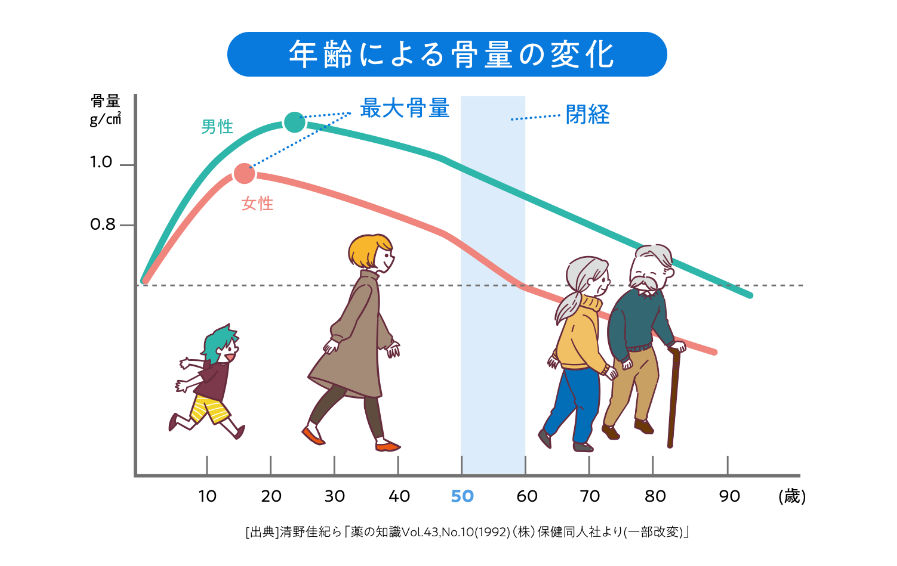 年齢による骨量の変化
骨量
g/c㎡
最大骨量
閉経
男性
1.0
女性
0.8
10 20 30 40 50 60 70 80 90 (歳)
[出典]清野佳紀ら「薬の知識Vol.43,No.10(1992)(株)保健同人社より(一部改変)」